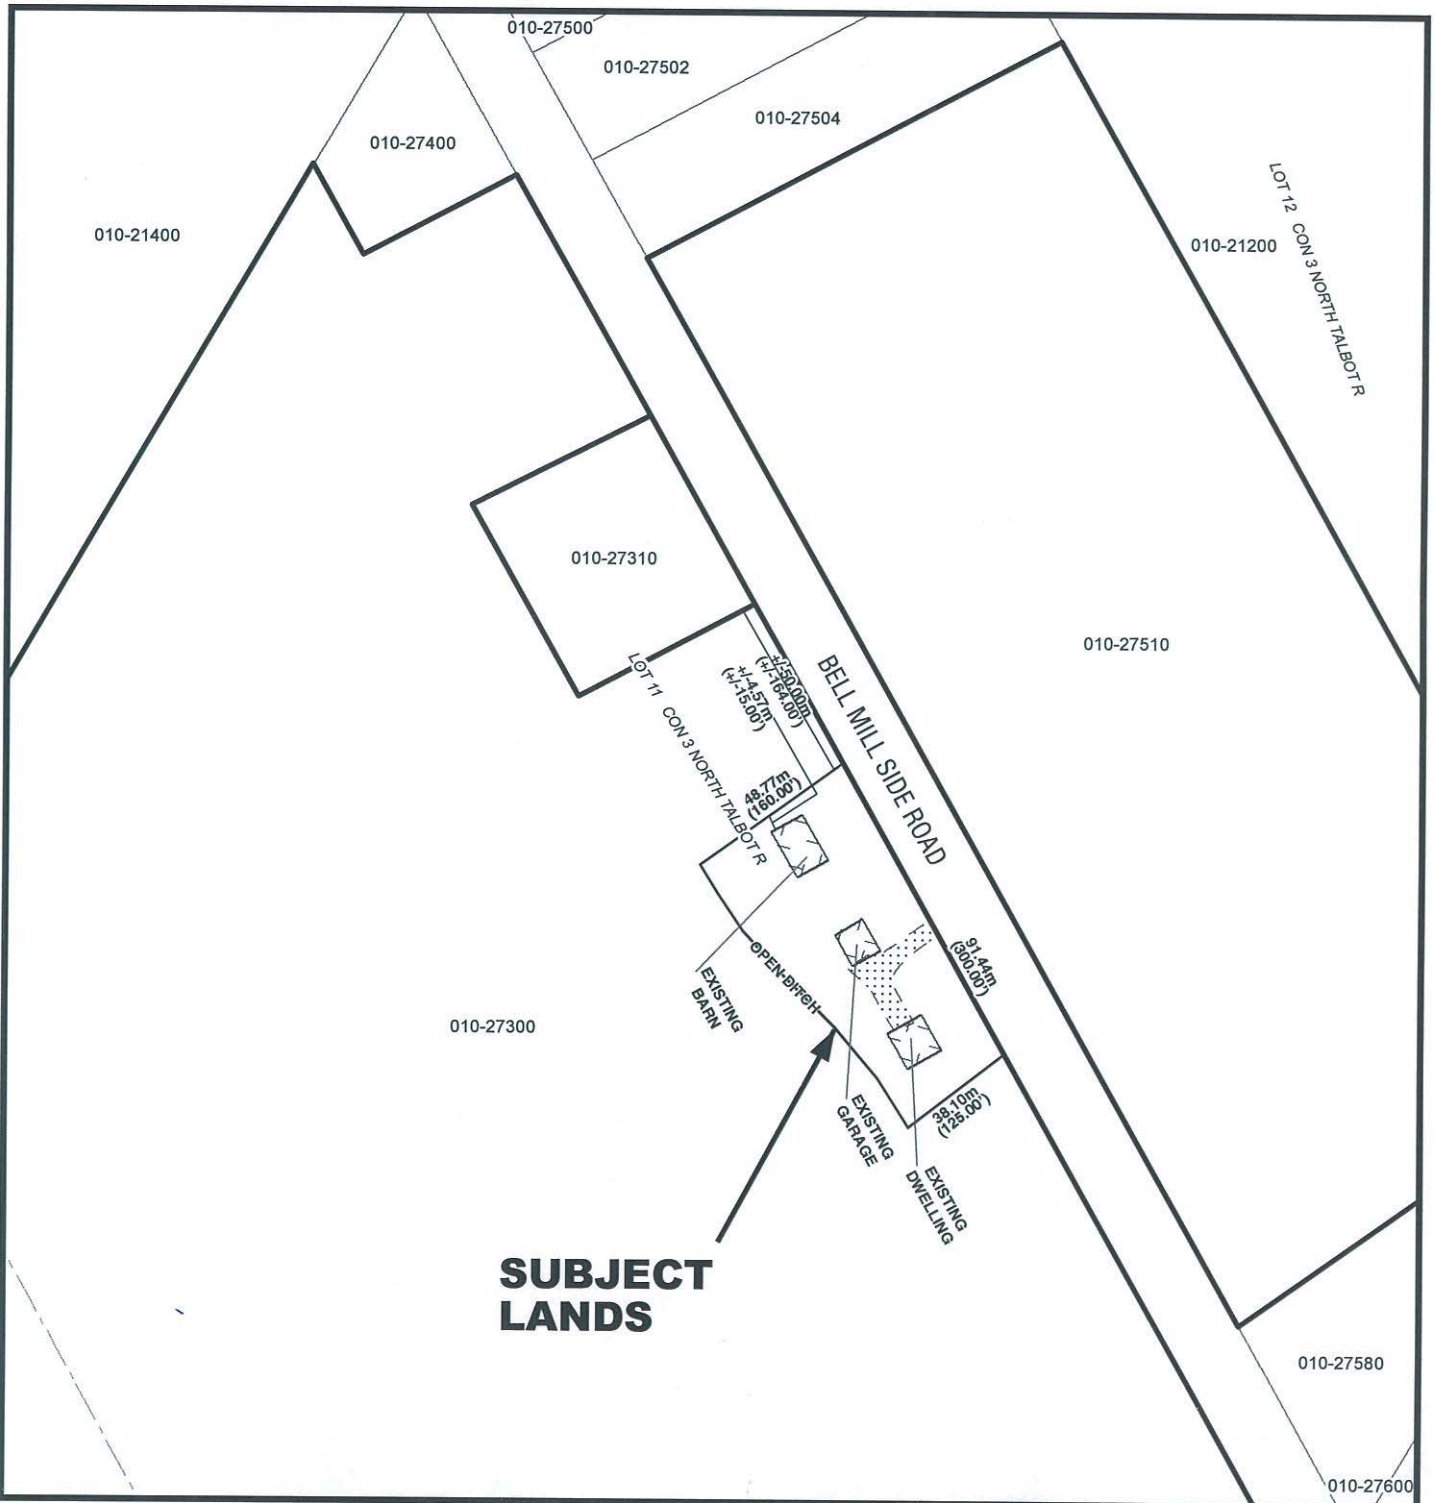 010-27500
010-27502
010-27504
010-27400
010-21400
LOT 12 CON 3 NORTH TALBOT R
010-21200
010-27310
010-27510
BELL MILL SIDE ROAD
+/-50.00m
(+/-164.00')
+/-4.57m
(+/-15.00')
LOT 11 CON 3 NORTH TALBOT R
48.77m
(160.00')
91.44m
(300.00')
OPEN DITCH
EXISTING
BARN
010-27300
EXISTING
GARAGE
38.10m
(125.00')
EXISTING
DWELLING
SUBJECT
LANDS
010-27580
010-27600